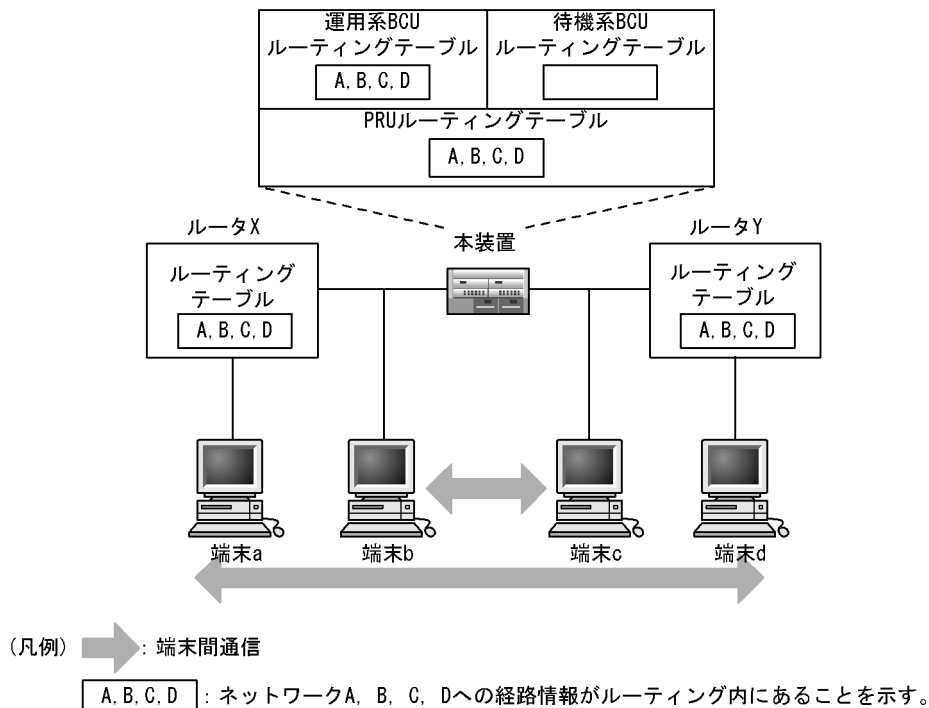 運用系BCU
ルーティングテーブル
A, B, C, D
待機系BCU
ルーティングテーブル
PRUルーティングテーブル
A, B, C, D
ルータX
ルーティング
テーブル
A, B, C, D
本装置
ルータY
ルーティング
テーブル
A, B, C, D
端末a
端末b
端末c
端末d
(凡例) : 端末間通信
A, B, C, D : ネットワークA, B, C, Dへの経路情報がルーティング内にあることを示す。